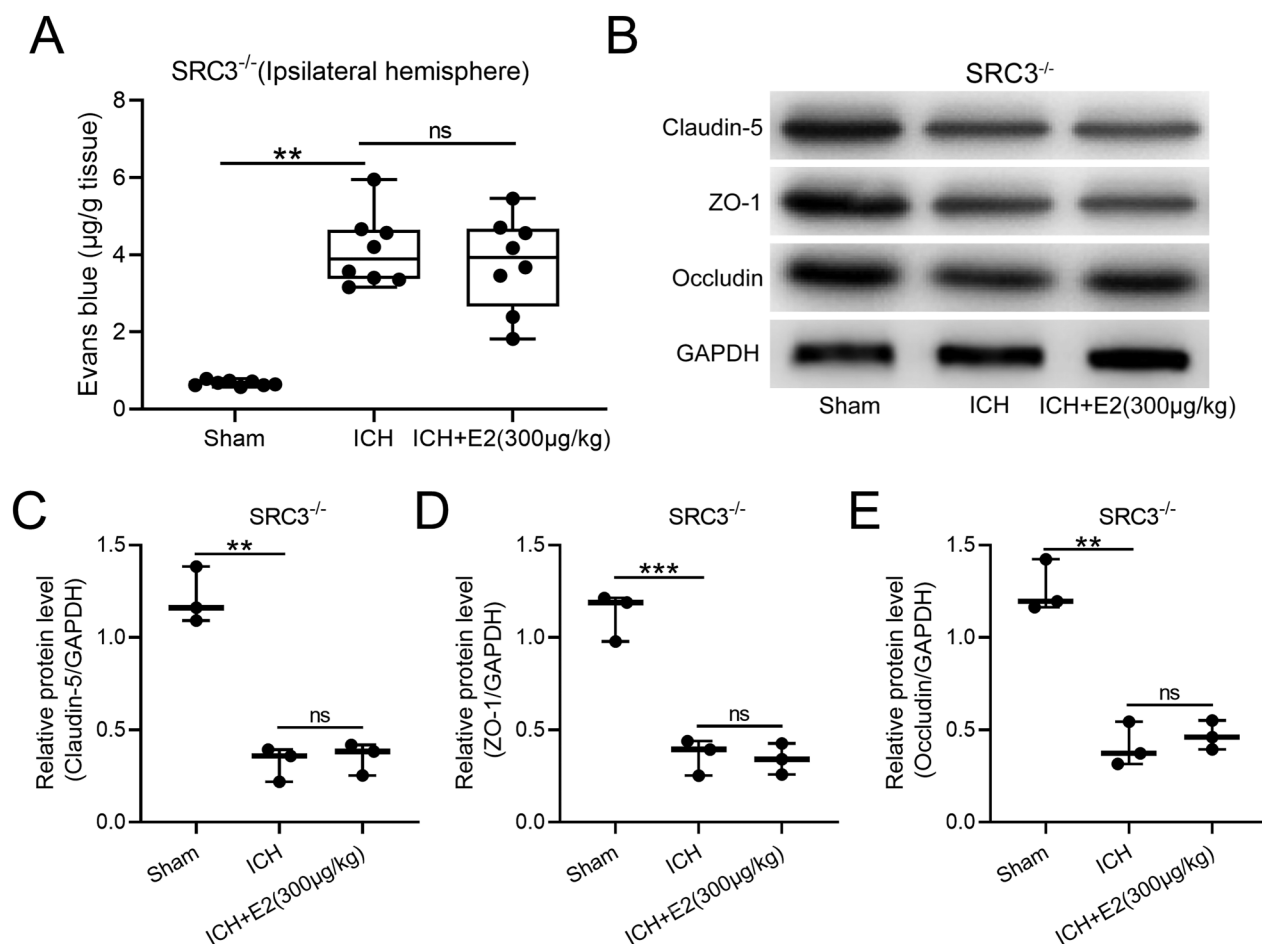 A
SRC3-/-(Ipsilateral hemisphere)
Evans blue (µg/g tissue)
8
6
4
2
0
**
ns
Sham
ICH
ICH+E2(300µg/kg)
B
SRC3-/-
Claudin-5
ZO-1
Occludin
GAPDH
Sham
ICH
ICH+E2(300µg/kg)
C
SRC3-/-
Relative protein level
(Claudin-5/GAPDH)
1.5
1.0
0.5
0.0
**
ns
Sham
ICH
ICH+E2(300µg/kg)
D
SRC3-/-
Relative protein level
(ZO-1/GAPDH)
1.5
1.0
0.5
0.0
***
ns
Sham
ICH
ICH+E2(300µg/kg)
E
SRC3-/-
Relative protein level
(Occludin/GAPDH)
1.5
1.0
0.5
0.0
**
ns
Sham
ICH
ICH+E2(300µg/kg)